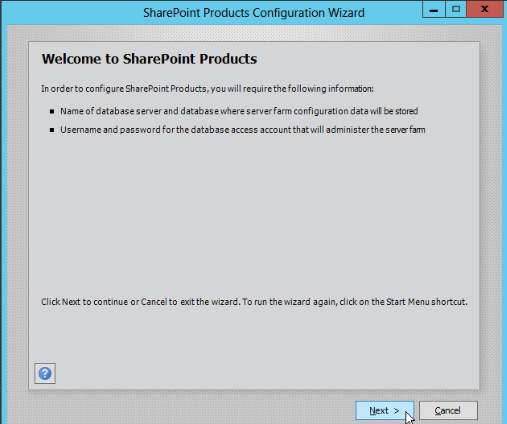 SharePoint Products Configuration Wizard
Welcome to SharePoint Products
In order to configure SharePoint Products, you will require the following information:
Name of database server and database where server farm configuration data will be stored
Username and password for the database access account that will administer the server farm
Click Next to continue or Cancel to exit the wizard. To run the wizard again, click on the Start Menu shortcut.
Next >
Cancel